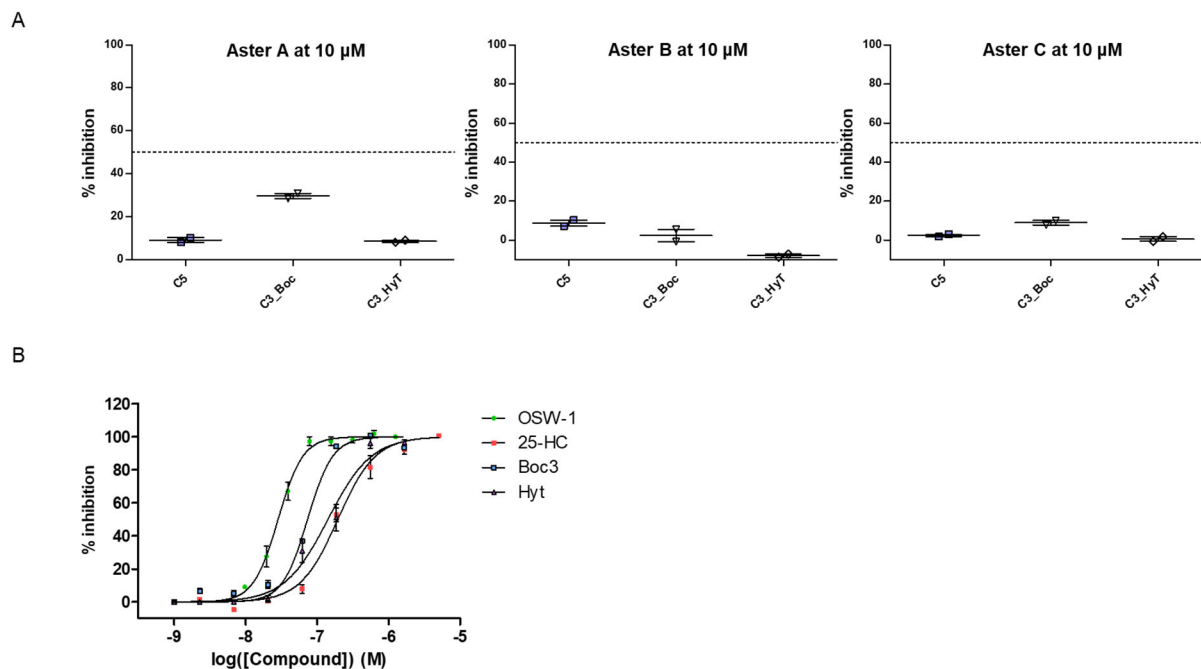 A
Aster A at 10 µM
% inhibition
100
80
60
40
20
0
C5
C3_Boc
C3_HyT
Aster B at 10 µM
% inhibition
100
80
60
40
20
0
C5
C3_Boc
C3_HyT
Aster C at 10 µM
% inhibition
100
80
60
40
20
0
C5
C3_Boc
C3_HyT
B
% inhibition
120
100
80
60
40
20
0
-9 -8 -7 -6 -5
log([Compound]) (M)
OSW-1
25-HC
Boc3
Hyt